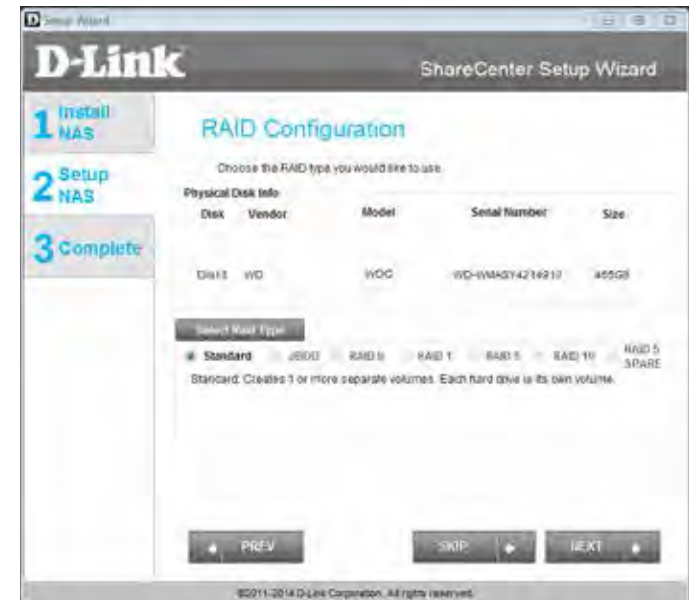 Setup Wizard
D-Link
ShareCenter Setup Wizard
1 Install NAS
2 Setup NAS
3 Complete
RAID Configuration
Choose the RAID type you would like to use.
Physical Disk Info
Disk Vendor Model Serial Number Size
WD WDC 465GB
Select Raid Type
Standard JBOD RAID 0 RAID 1 RAID 5 RAID 10 RAID 5 SPARE
Standard: Creates 1 or more separate volumes. Each hard drive is its own volume.
PREV SKIP NEXT
©2011-2014 D-Link Corporation. All rights reserved.